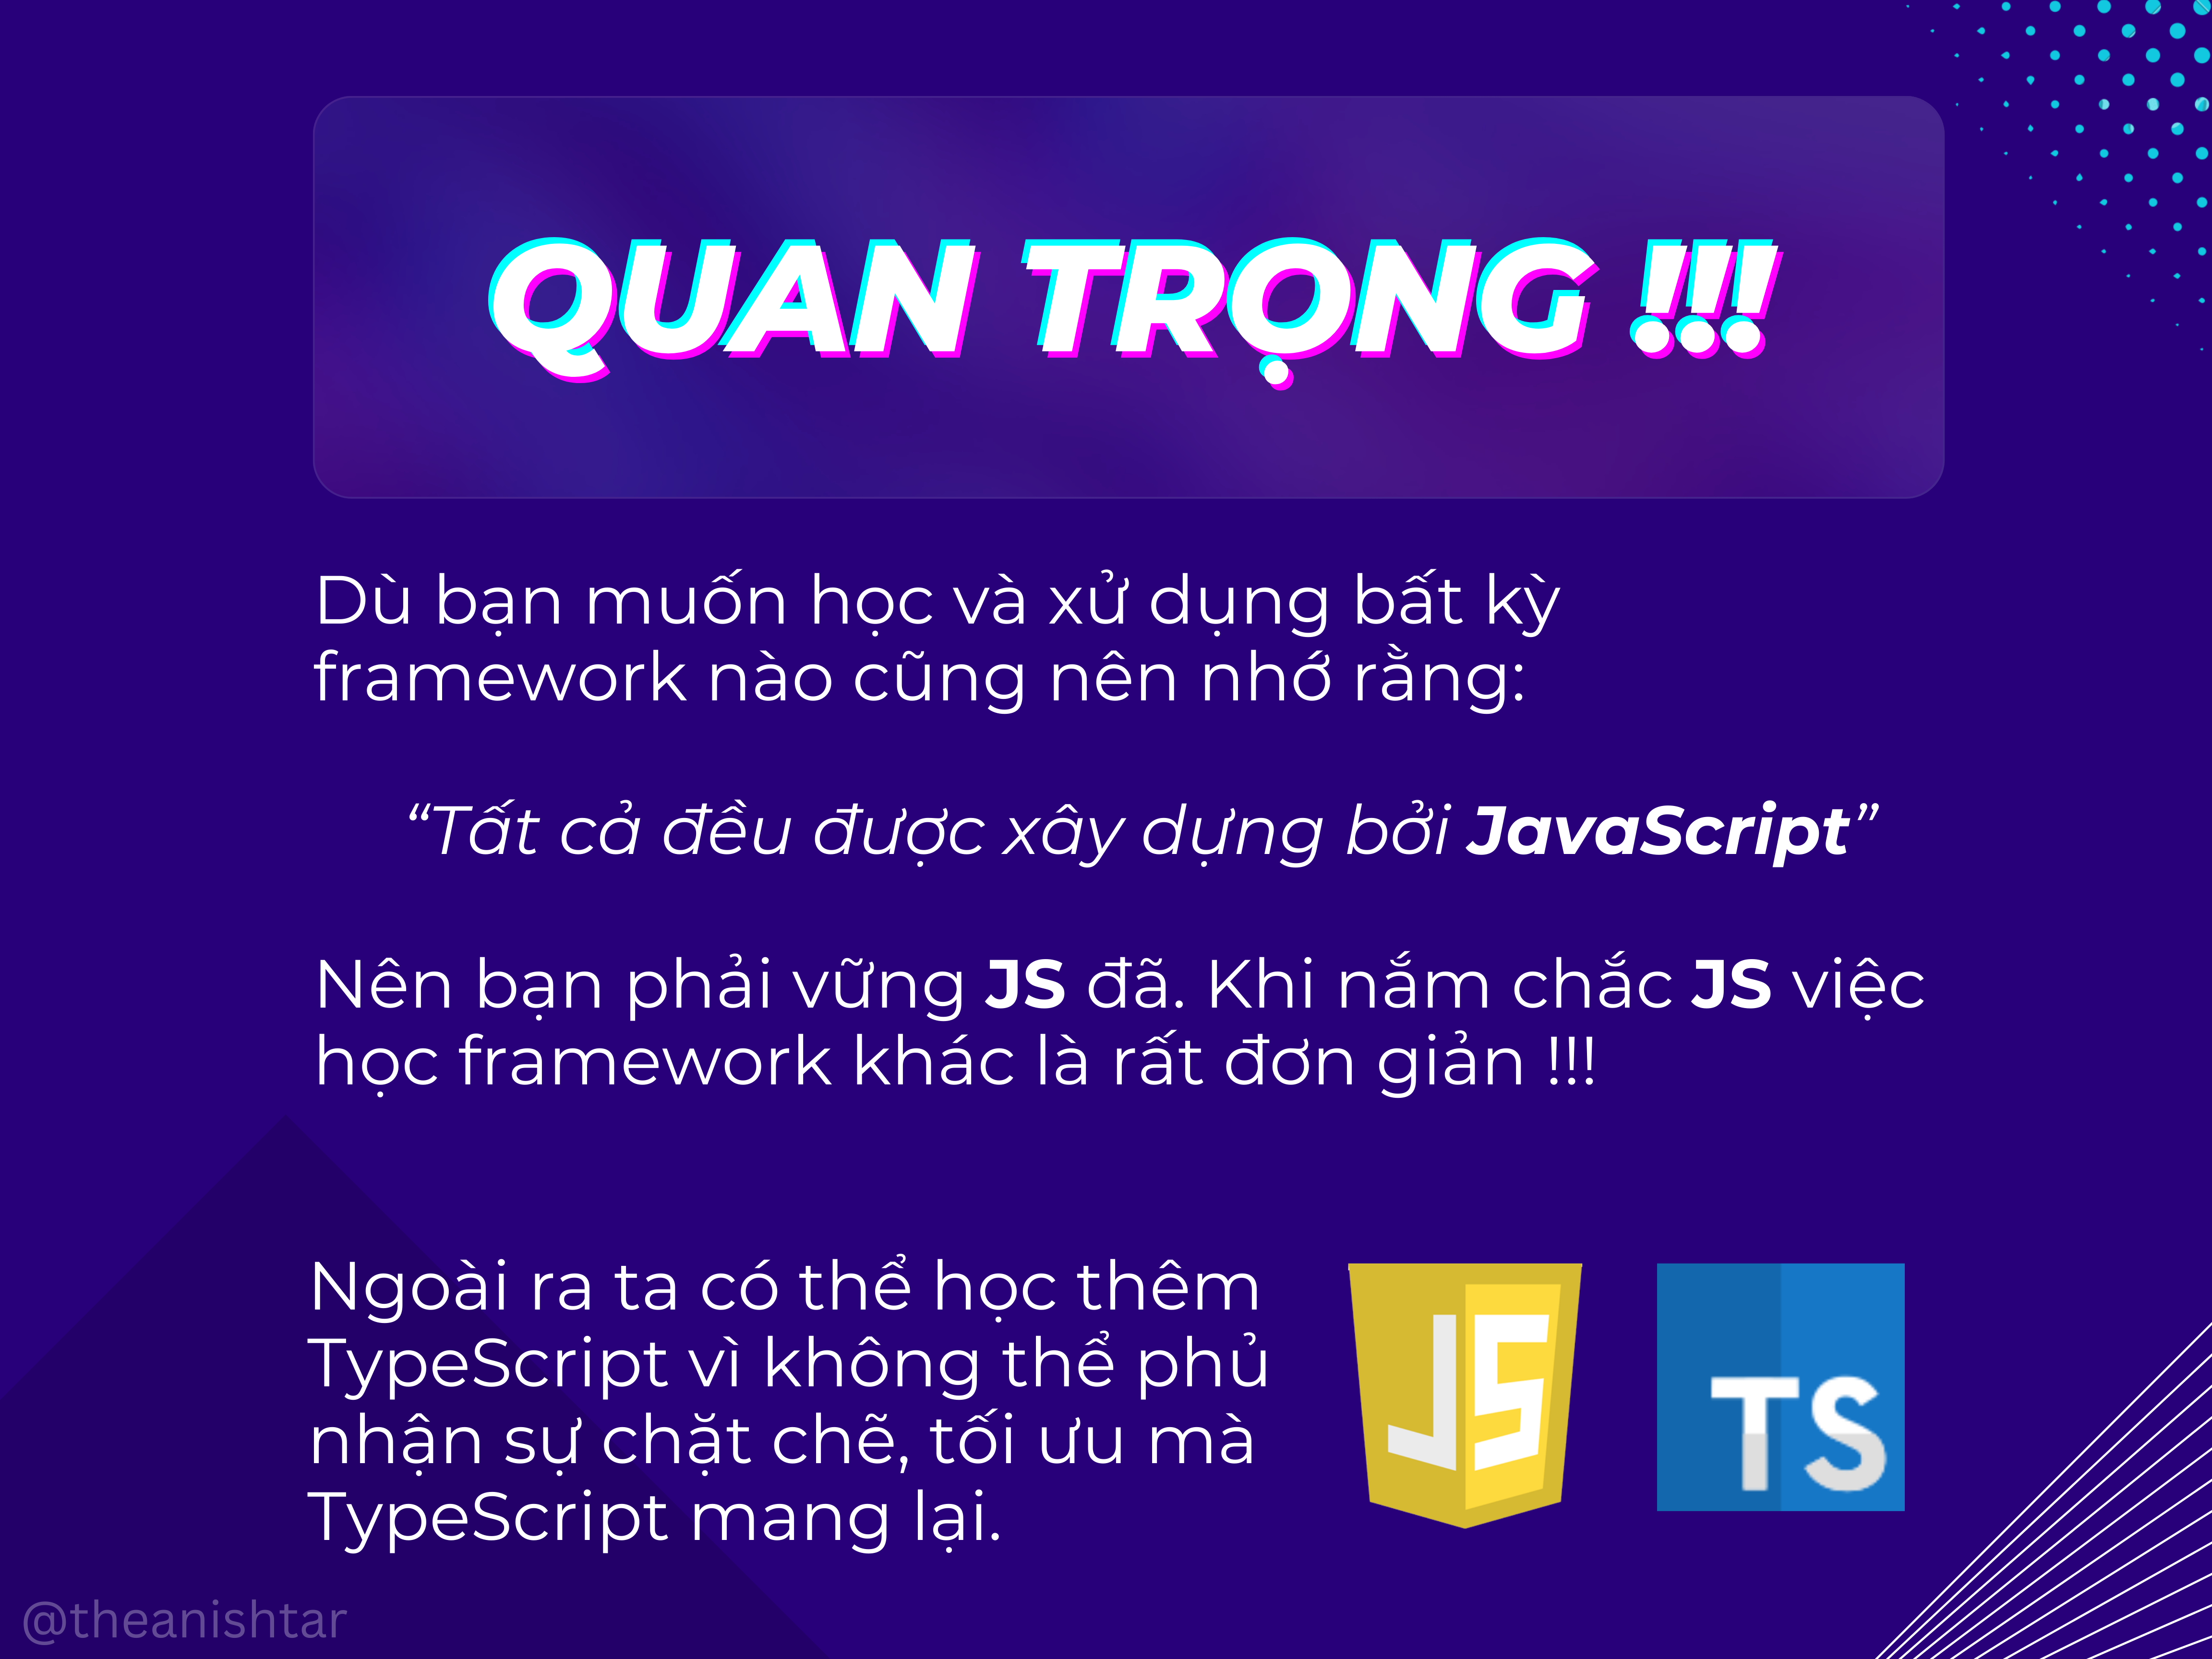 QUAN TRỌNG !!!
Dù bạn muốn học và xử dụng bất kỳ
framework nào cũng nên nhớ rằng:
“Tất cả đều được xây dựng bởi JavaScript”
Nên bạn phải vững JS đã. Khi nắm chắc JS việc
học framework khác là rất đơn giản !!!
Ngoài ra ta có thể học thêm
TypeScript vì không thể phủ
nhận sự chặt chẽ, tối ưu mà
TypeScript mang lại.
JS
TS
@theanishtar